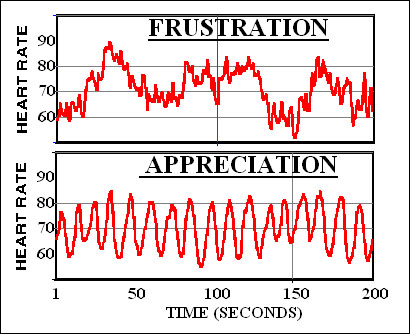 FRUSTRATION
HEART RATE
90
80
70
60
APPRECIATION
HEART RATE
90
80
70
60
1 50 100 150 200
TIME (SECONDS)